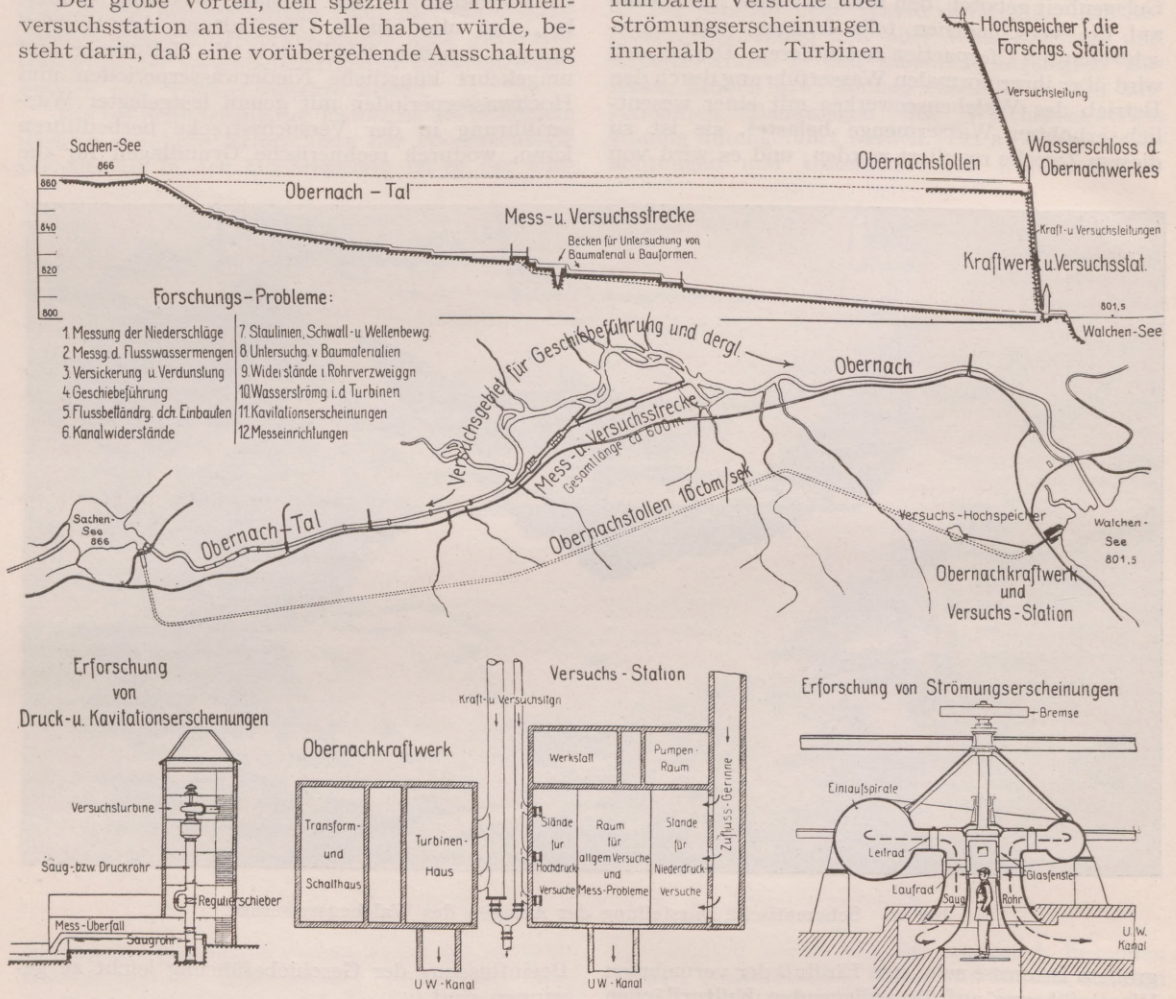 Der große Vorteil, den speziell die Turbinen-
versuchsstation an dieser Stelle haben würde, be-
steht darin, daß eine vorübergehende Ausschaltung
führbaren Versuche über
Strömungserscheinungen
innerhalb der Turbinen
Hochspeicher f. die
Forschgs. Station
Versuchsleitung
Sachen-See
866
860
840
820
800
Obernach-Tal
Mess-u. Versuchsstrecke
Becken für Untersuchung von
Baumaterial u Bauformen.
Obernachstollen
Wasserschloss d.
Obernachwerkes
Kraft-u Versuchsleitungen
Kraftwerk u. Versuchsstat.
801,5
Walchen-See
Forschungs-Probleme:
1 Messung der Niederschläge
2 Messg. d. Flusswassermengen
3 Versickerung u Verdunstung
4 Geschiebeführung
5 Flussbettändrg. dch. Einbauten
6 Kanalwiderstände
7 Staulinien, Schwall-u Wellenbewg.
8 Untersuchg. v Baumaterialien
9 Widerstände i Rohrverzweiggn
10 Wasserströmg i. d. Turbinen
11 Kavitationserscheinungen
12 Messeinrichtungen
Versuchsgebiet für Geschiebeführung und dergl.
Obernach
Mess-u. Versuchsstrecke
Gesamtlänge ca 600m
Sachen-
See
866
Obernach-Tal
Obernachstollen 16cbm/sek
Versuchs-Hochspeicher
Walchen-
See
801,5
Obernachkraftwerk
und
Versuchs-Station
Erforschung
von
Druck-u. Kavitationserscheinungen
Versuchsturbine
Saug-bzw Druckrohr
Regulierschieber
Mess-Überfall
Saugrohr
Obernachkraftwerk
Transform-
und
Schalthaus
Turbinen-
Haus
UW-Kanal
Kraft-u Versuchsltgn
Versuchs-Station
Werkstatt
Pumpen-
Raum
Zufluss-Gerinne
Stände
für
Hochdruck
Versuche
Raum
für
allgem Versuche
und
Mess-Probleme
Stände
für
Niederdruck
Versuche
UW-Kanal
Erforschung von Strömungserscheinungen
Bremse
Einlaufspirale
Leitrad
Laufrad
Glasfenster
Saug
Rohr
U.W.
Kanal